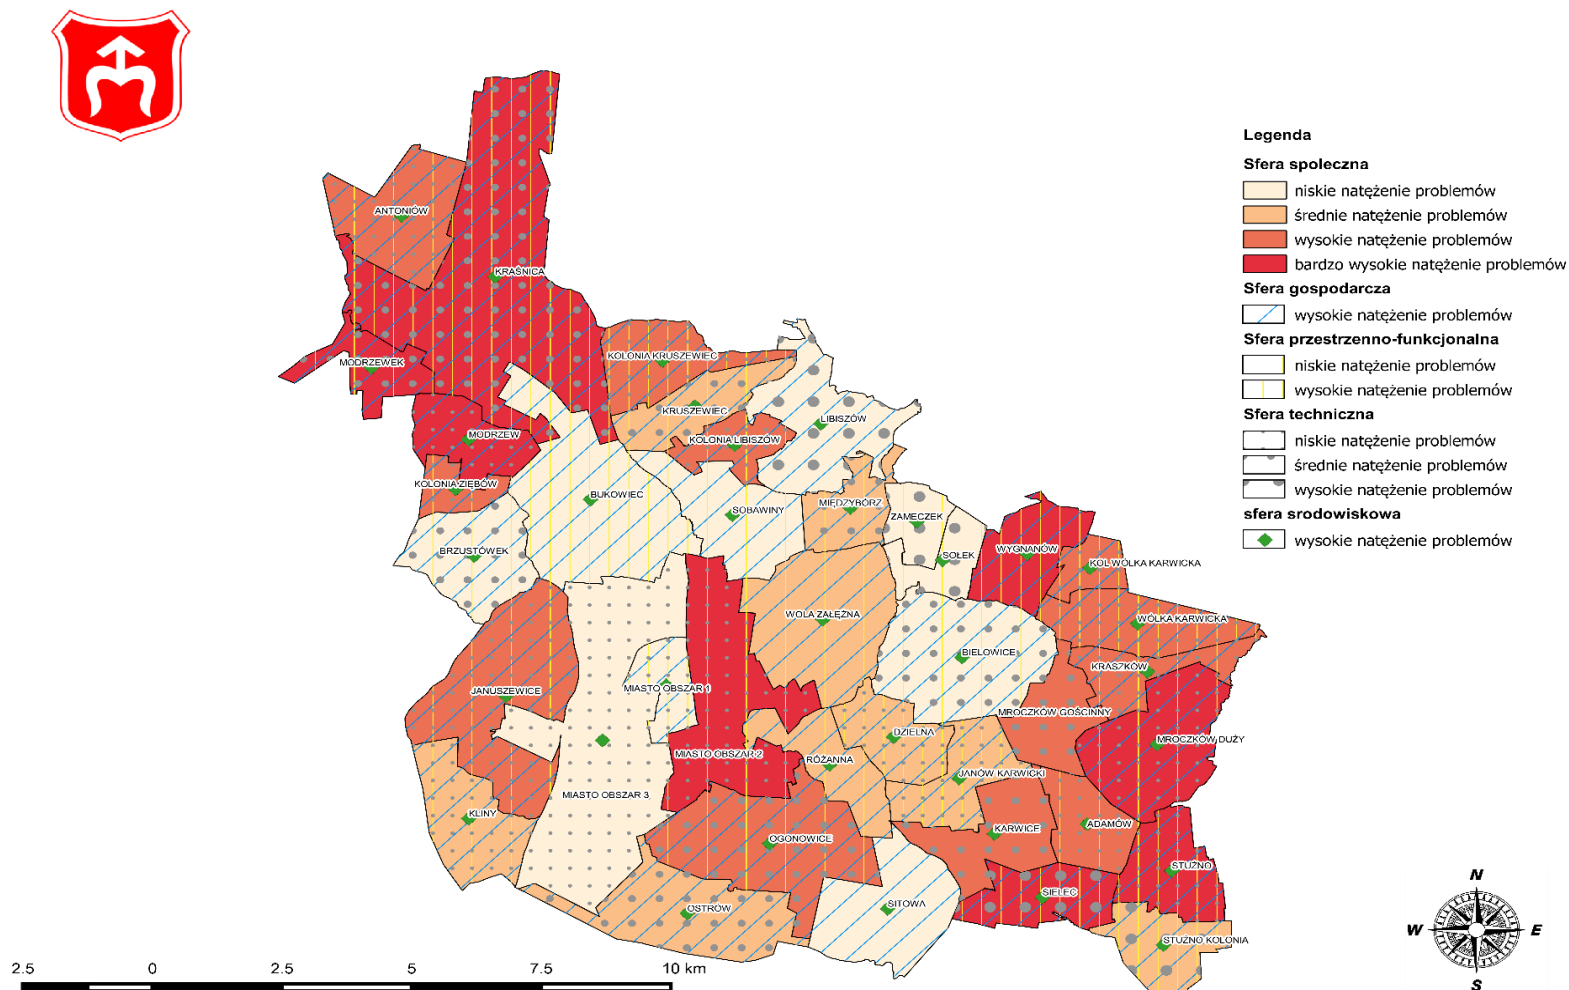 Legenda
Sfera społeczna
niskie natężenie problemów
średnie natężenie problemów
wysokie natężenie problemów
bardzo wysokie natężenie problemów
Sfera gospodarcza
wysokie natężenie problemów
Sfera przestrzenno-funkcjonalna
niskie natężenie problemów
wysokie natężenie problemów
Sfera techniczna
niskie natężenie problemów
średnie natężenie problemów
wysokie natężenie problemów
sfera srodowiskowa
wysokie natężenie problemów
ANTONIÓW
KRAŚNICA
MODRZEWEK
KOLONIA KRUSZEWIEC
KRUSZEWIEC
LIBISZÓW
MODRZEW
KOLONIA LIBISZÓW
KOLONIA ZIĘBÓW
BUKOWIEC
SOBAWINY
MIĘDZYBÓRZ
ZAMECZEK
BRZUSTÓWEK
SOŁEK
WYGNANÓW
KOL WÓLKA KARWICKA
WOLA ZAŁĘŻNA
WÓLKA KARWICKA
BIELOWICE
KRASZKÓW
JANUSZEWICE
MIASTO OBSZAR 1
MROCZKÓW GOŚCINNY
DZIELNA
MROCZKÓW DUŻY
MIASTO OBSZAR 2
RÓŻANNA
JANÓW KARWICKI
MIASTO OBSZAR 3
KLINY
KARWICE
ADAMÓW
OGONOWICE
STUŻNO
SIELEC
OSTRÓW
SITOWA
STUŻNO KOLONIA
N
W
E
S
2.5 0 2.5 5 7.5 10 km